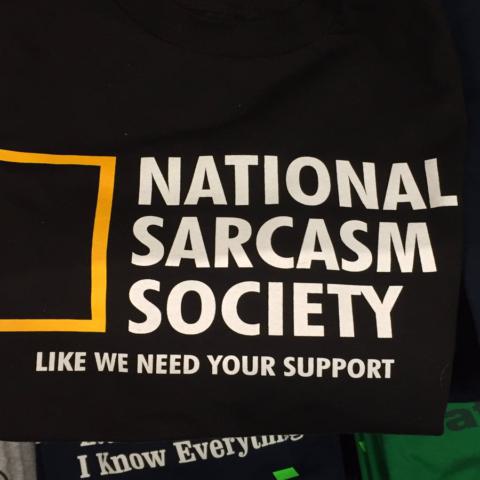 NATIONAL
SARCASM
SOCIETY
LIKE WE NEED YOUR SUPPORT
I Know Everything